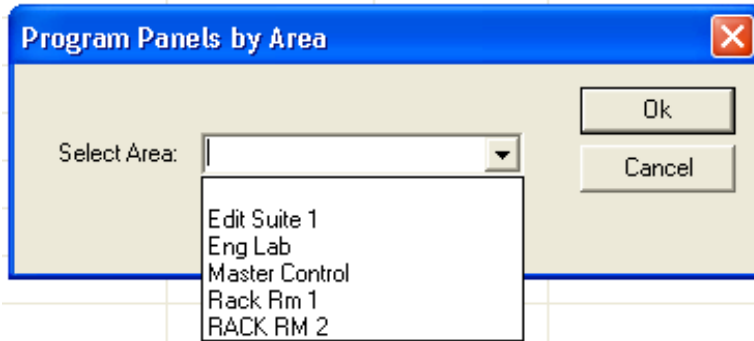 Program Panels by Area
Ok
Select Area:
Cancel
Edit Suite 1
Eng Lab
Master Control
Rack Rm 1
RACK RM 2